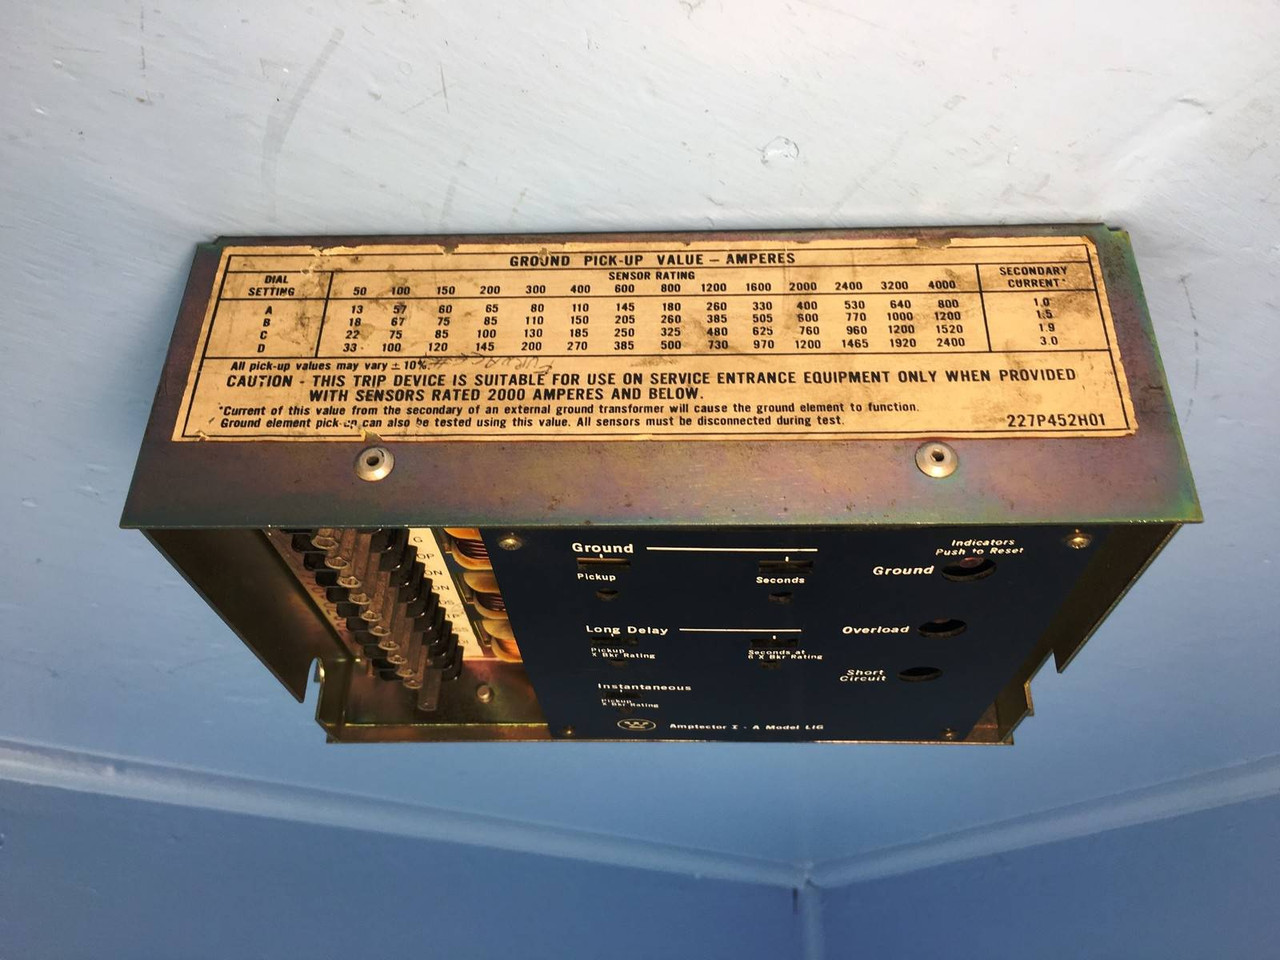 GROUND PICK-UP VALUE — AMPERES
DIAL SETTING SENSOR RATING SECONDARY CURRENT*
50 100 150 200 300 400 600 800 1200 1600 2000 2400 3200 4000
A 13 57 60 65 80 110 145 180 260 330 400 530 640 800 1.0
B 18 67 75 85 110 150 205 260 385 505 600 770 1000 1200 1.5
C 22 75 85 100 130 185 250 325 480 625 760 960 1200 1520 1.9
D 33 100 120 145 200 270 385 500 730 970 1200 1465 1920 2400 3.0
All pick-up values may vary ± 10%.
CAUTION - THIS TRIP DEVICE IS SUITABLE FOR USE ON SERVICE ENTRANCE EQUIPMENT ONLY WHEN PROVIDED
WITH SENSORS RATED 2000 AMPERES AND BELOW.
*Current of this value from the secondary of an external ground transformer will cause the ground element to function.
Ground element pick-up can also be tested using this value. All sensors must be disconnected during test.
227P452H01
Indicators
Push to Reset
Ground
Pickup
Seconds
Ground
Long Delay
Pickup
X Bkr Rating
Seconds at
6 X Bkr Rating
Overload
Instantaneous
Pickup
X Bkr Rating
Short
Circuit
W Amptector I - A Model LIG